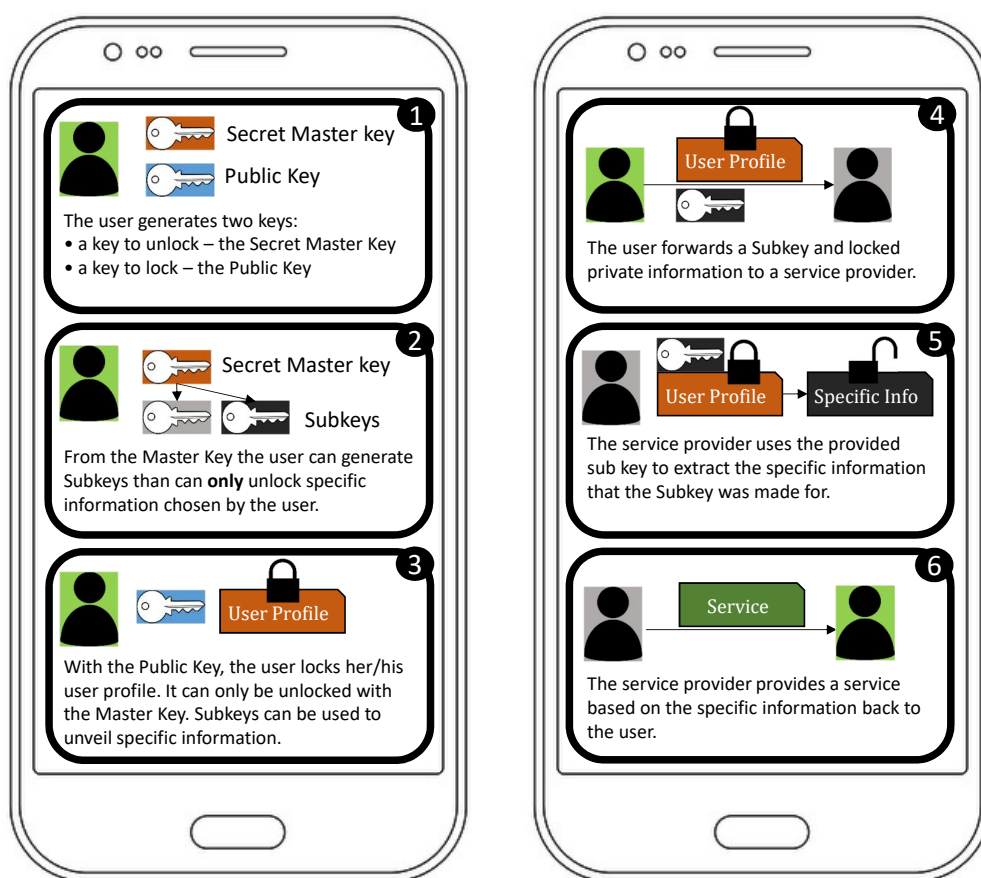 1
Secret Master key
Public Key
The user generates two keys:
• a key to unlock – the Secret Master Key
• a key to lock – the Public Key
2
Secret Master key
Subkeys
From the Master Key the user can generate
Subkeys than can only unlock specific
information chosen by the user.
3
User Profile
With the Public Key, the user locks her/his
user profile. It can only be unlocked with
the Master Key. Subkeys can be used to
unveil specific information.
4
User Profile
The user forwards a Subkey and locked
private information to a service provider.
5
User Profile
Specific Info
The service provider uses the provided
sub key to extract the specific information
that the Subkey was made for.
6
Service
The service provider provides a service
based on the specific information back to
the user.